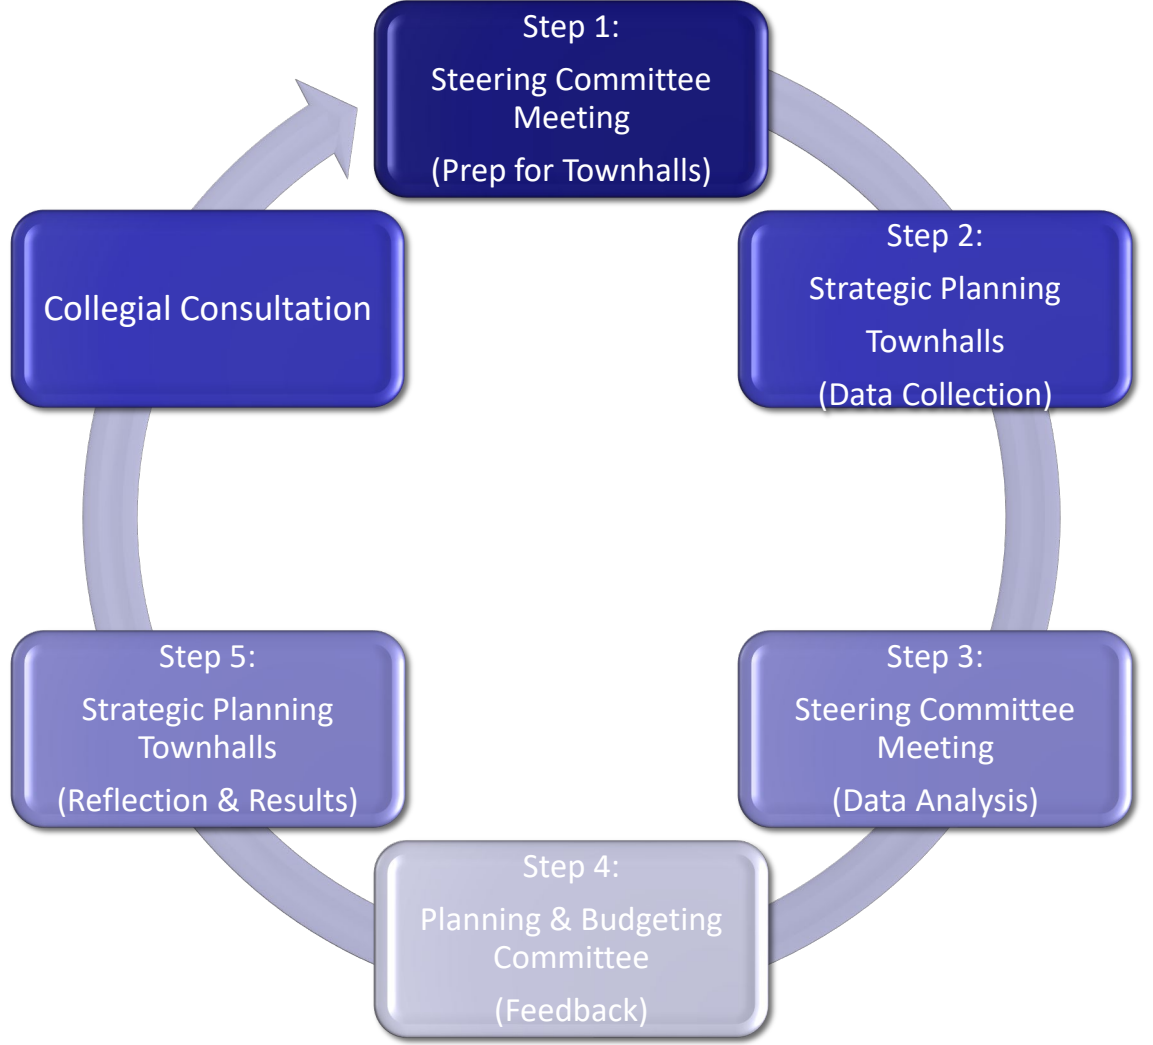 Step 1:
Steering Committee
Meeting
(Prep for Townhalls)
Step 2:
Strategic Planning
Townhalls
(Data Collection)
Step 3:
Steering Committee
Meeting
(Data Analysis)
Step 4:
Planning & Budgeting
Committee
(Feedback)
Step 5:
Strategic Planning
Townhalls
(Reflection & Results)
Collegial Consultation